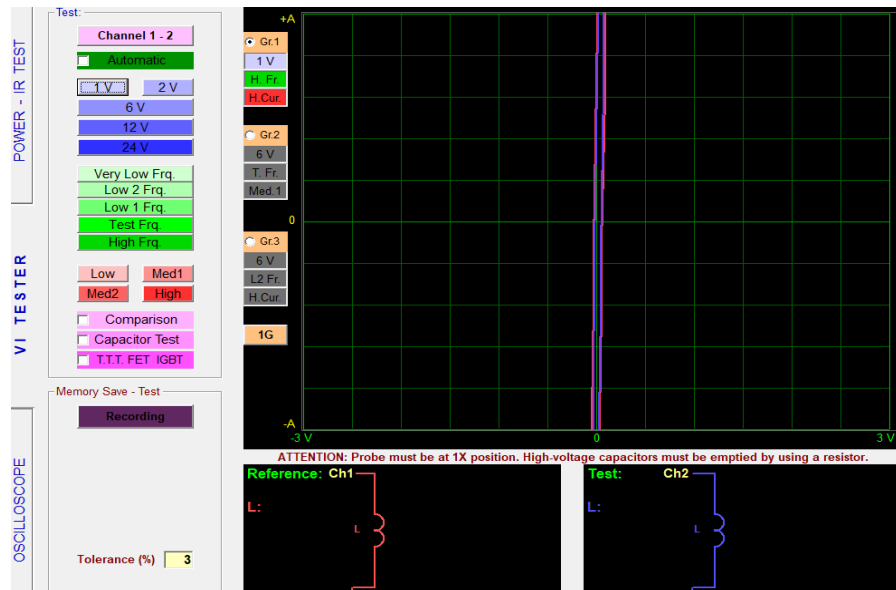 POWER - IR TEST
VI TESTER
OSCILLOSCOPE
Test:
Channel 1 - 2
Automatic
1 V
2 V
6 V
12 V
24 V
Very Low Frq.
Low 2 Frq.
Low 1 Frq.
Test Frq.
High Frq.
Low
Med1
Med2
High
Comparison
Capacitor Test
T.T.T. FET IGBT
Memory Save - Test
Recording
Tolerance (%) 3
+A
Gr.1
1 V
H. Fr.
H.Cur.
Gr.2
6 V
T. Fr.
Med.1
0
Gr.3
6 V
L2 Fr.
H.Cur.
1G
-A
-3 V
0
3 V
ATTENTION: Probe must be at 1X position. High-voltage capacitors must be emptied by using a resistor.
Reference: Ch1
L:
L
Test: Ch2
L:
L